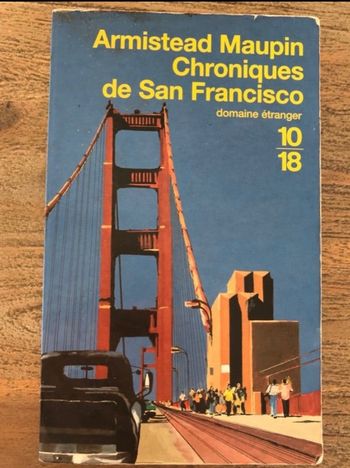 Armistead Maupin
Chroniques
de San Francisco
domaine étranger
10
18